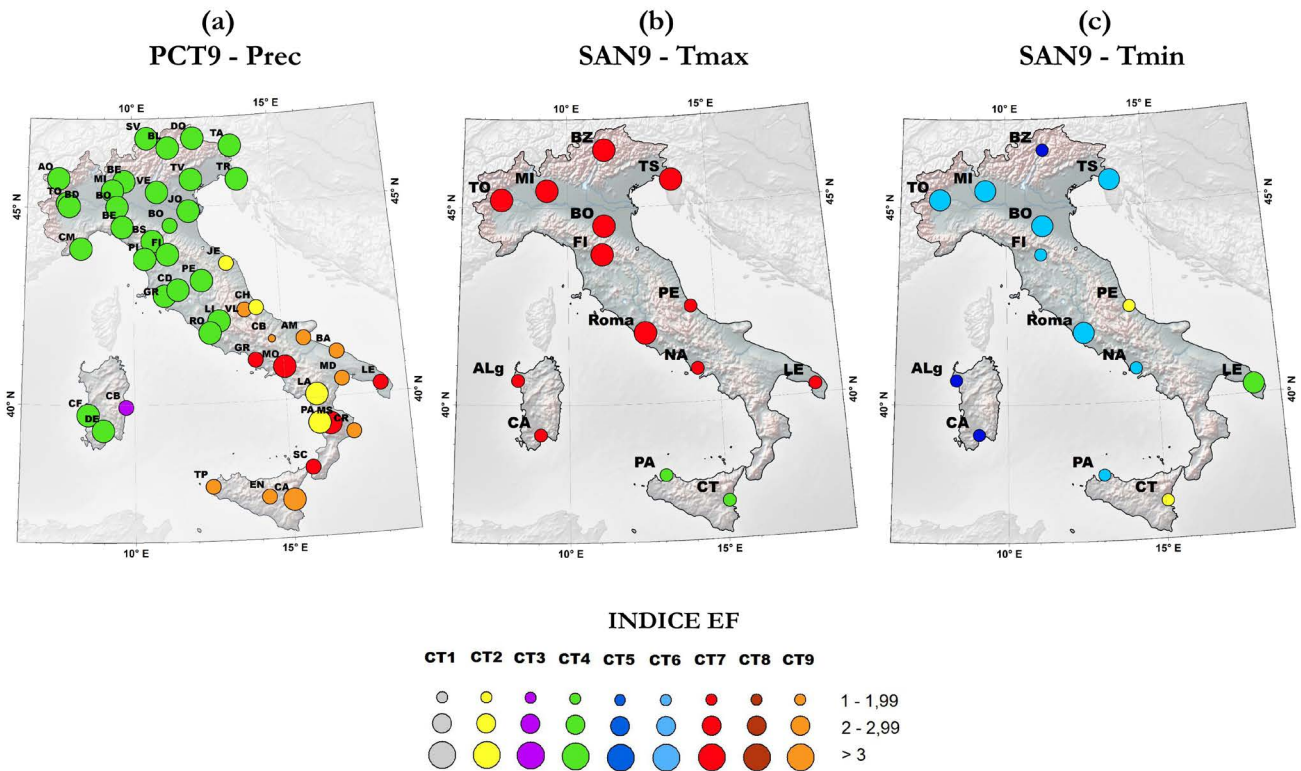 (a)
PCT9 - Prec
(b)
SAN9 - Tmax
(c)
SAN9 - Tmin
10° E
15° E
45° N
40° N
SV
BL
DO
TA
AO
BE
MI
TO
BD
BO
VE
TV
TR
BE
JO
BO
CM
BS
PI
FI
JE
PE
CD
GR
CH
LI
VL
RO
CB
AM
BA
GR
MO
MD
LE
LA
PA
MS
CR
CF
DE
CB
SC
TP
EN
CA
40° N
45° N
10° E
15° E
10° E
15° E
BZ
TS
TO
MI
BO
FI
PE
Roma
NA
LE
ALg
CA
PA
CT
40° N
45° N
10° E
15° E
10° E
15° E
BZ
TS
TO
MI
BO
FI
PE
Roma
NA
LE
ALg
CA
PA
CT
45° N
40° N
10° E
15° E
INDICE EF
CT1 CT2 CT3 CT4 CT5 CT6 CT7 CT8 CT9
1 - 1,99
2 - 2,99
> 3